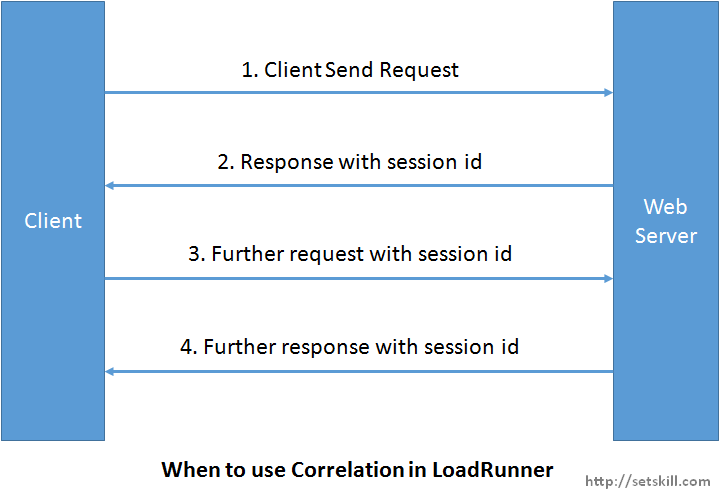 1. Client Send Request
2. Response with session id
Client
Web
Server
3. Further request with session id
4. Further response with session id
When to use Correlation in LoadRunner
http://setskill.com